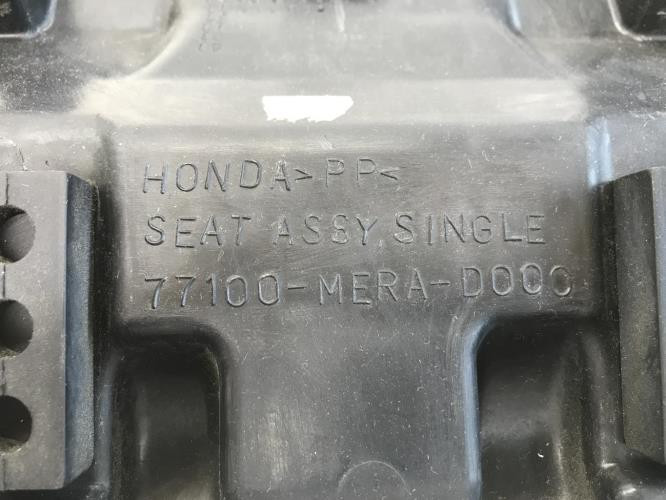 HONDA >PP<
SEAT ASSY,SINGLE
77100-MERA-D000